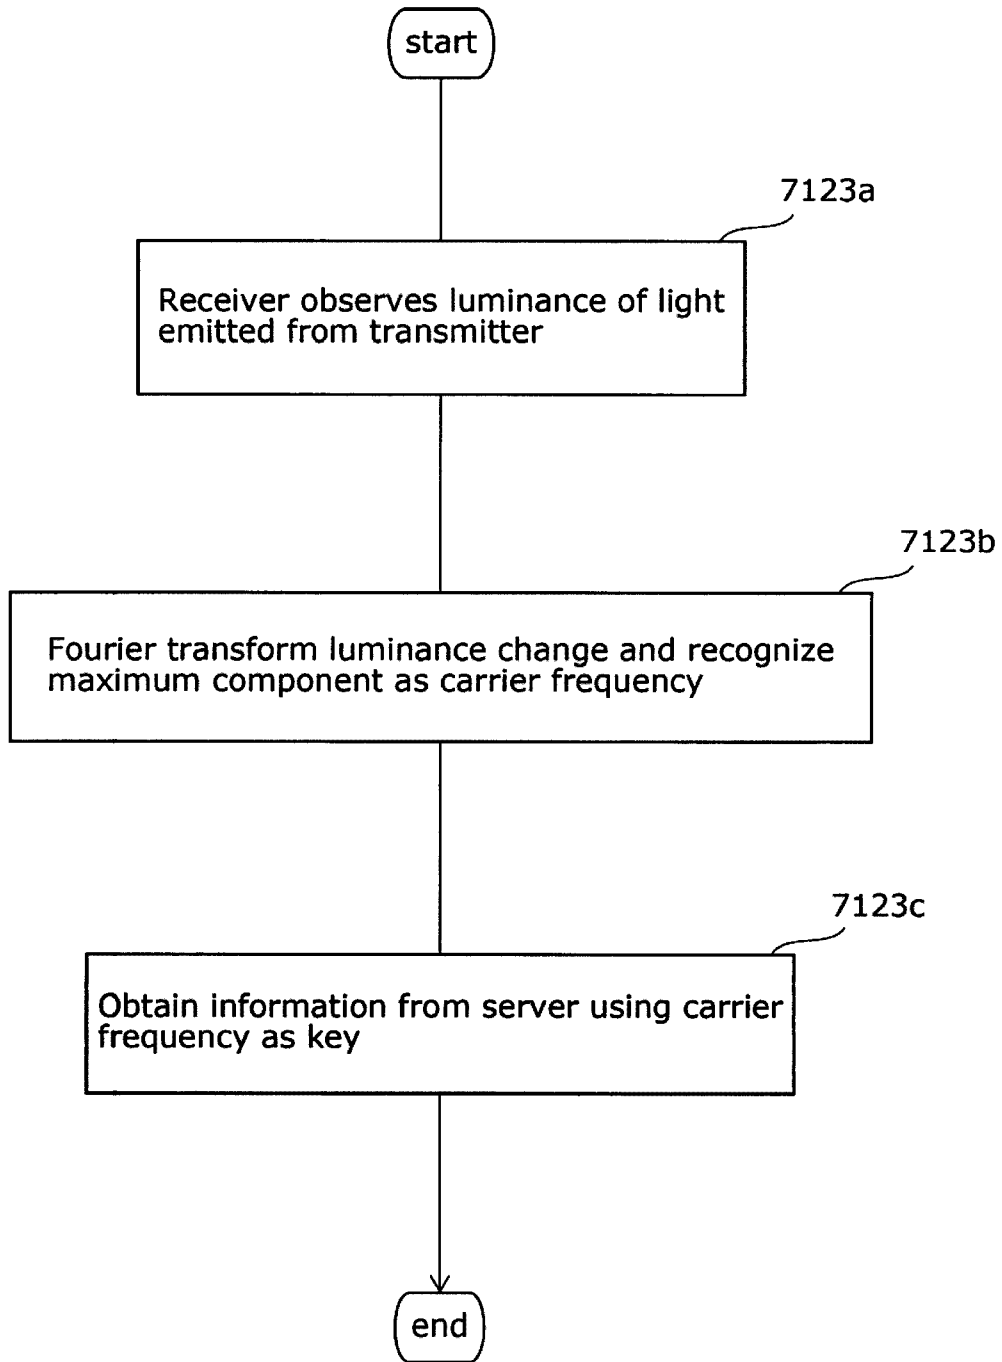 start
7123a
Receiver observes luminance of light
emitted from transmitter
7123b
Fourier transform luminance change and recognize
maximum component as carrier frequency
7123c
Obtain information from server using carrier
frequency as key
end